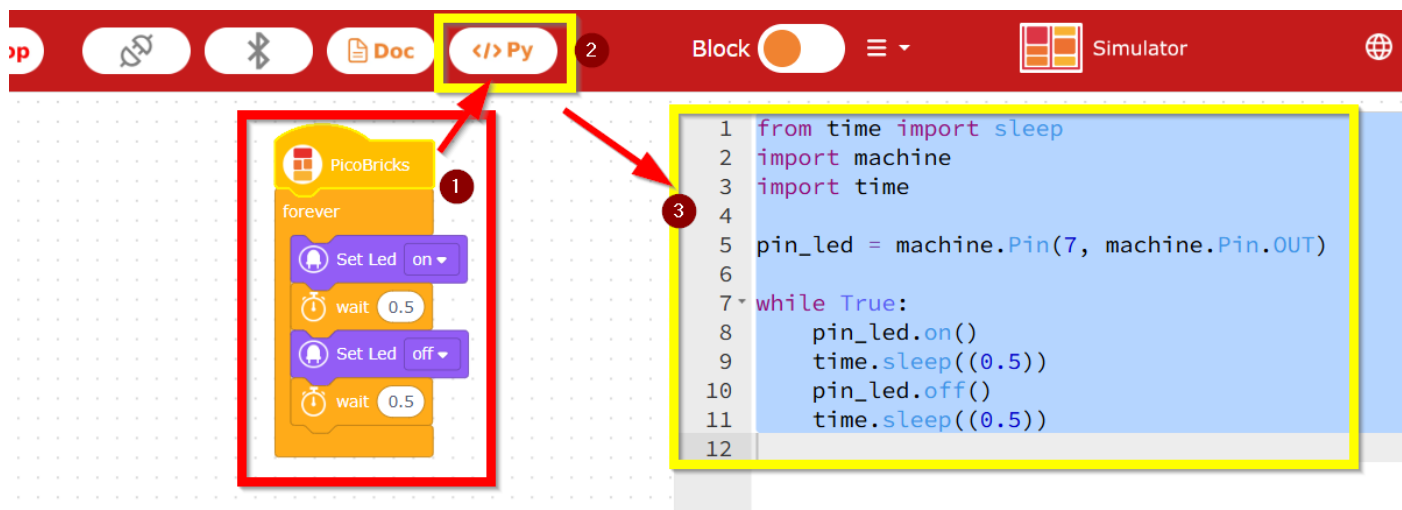 op
Doc
</> Py
2
Block
Simulator
PicoBricks
1
forever
Set Led on
wait 0.5
Set Led off
wait 0.5
3
1 from time import sleep
2 import machine
3 import time
4
5 pin_led = machine.Pin(7, machine.Pin.OUT)
6
7 while True:
8     pin_led.on()
9     time.sleep((0.5))
10     pin_led.off()
11     time.sleep((0.5))
12